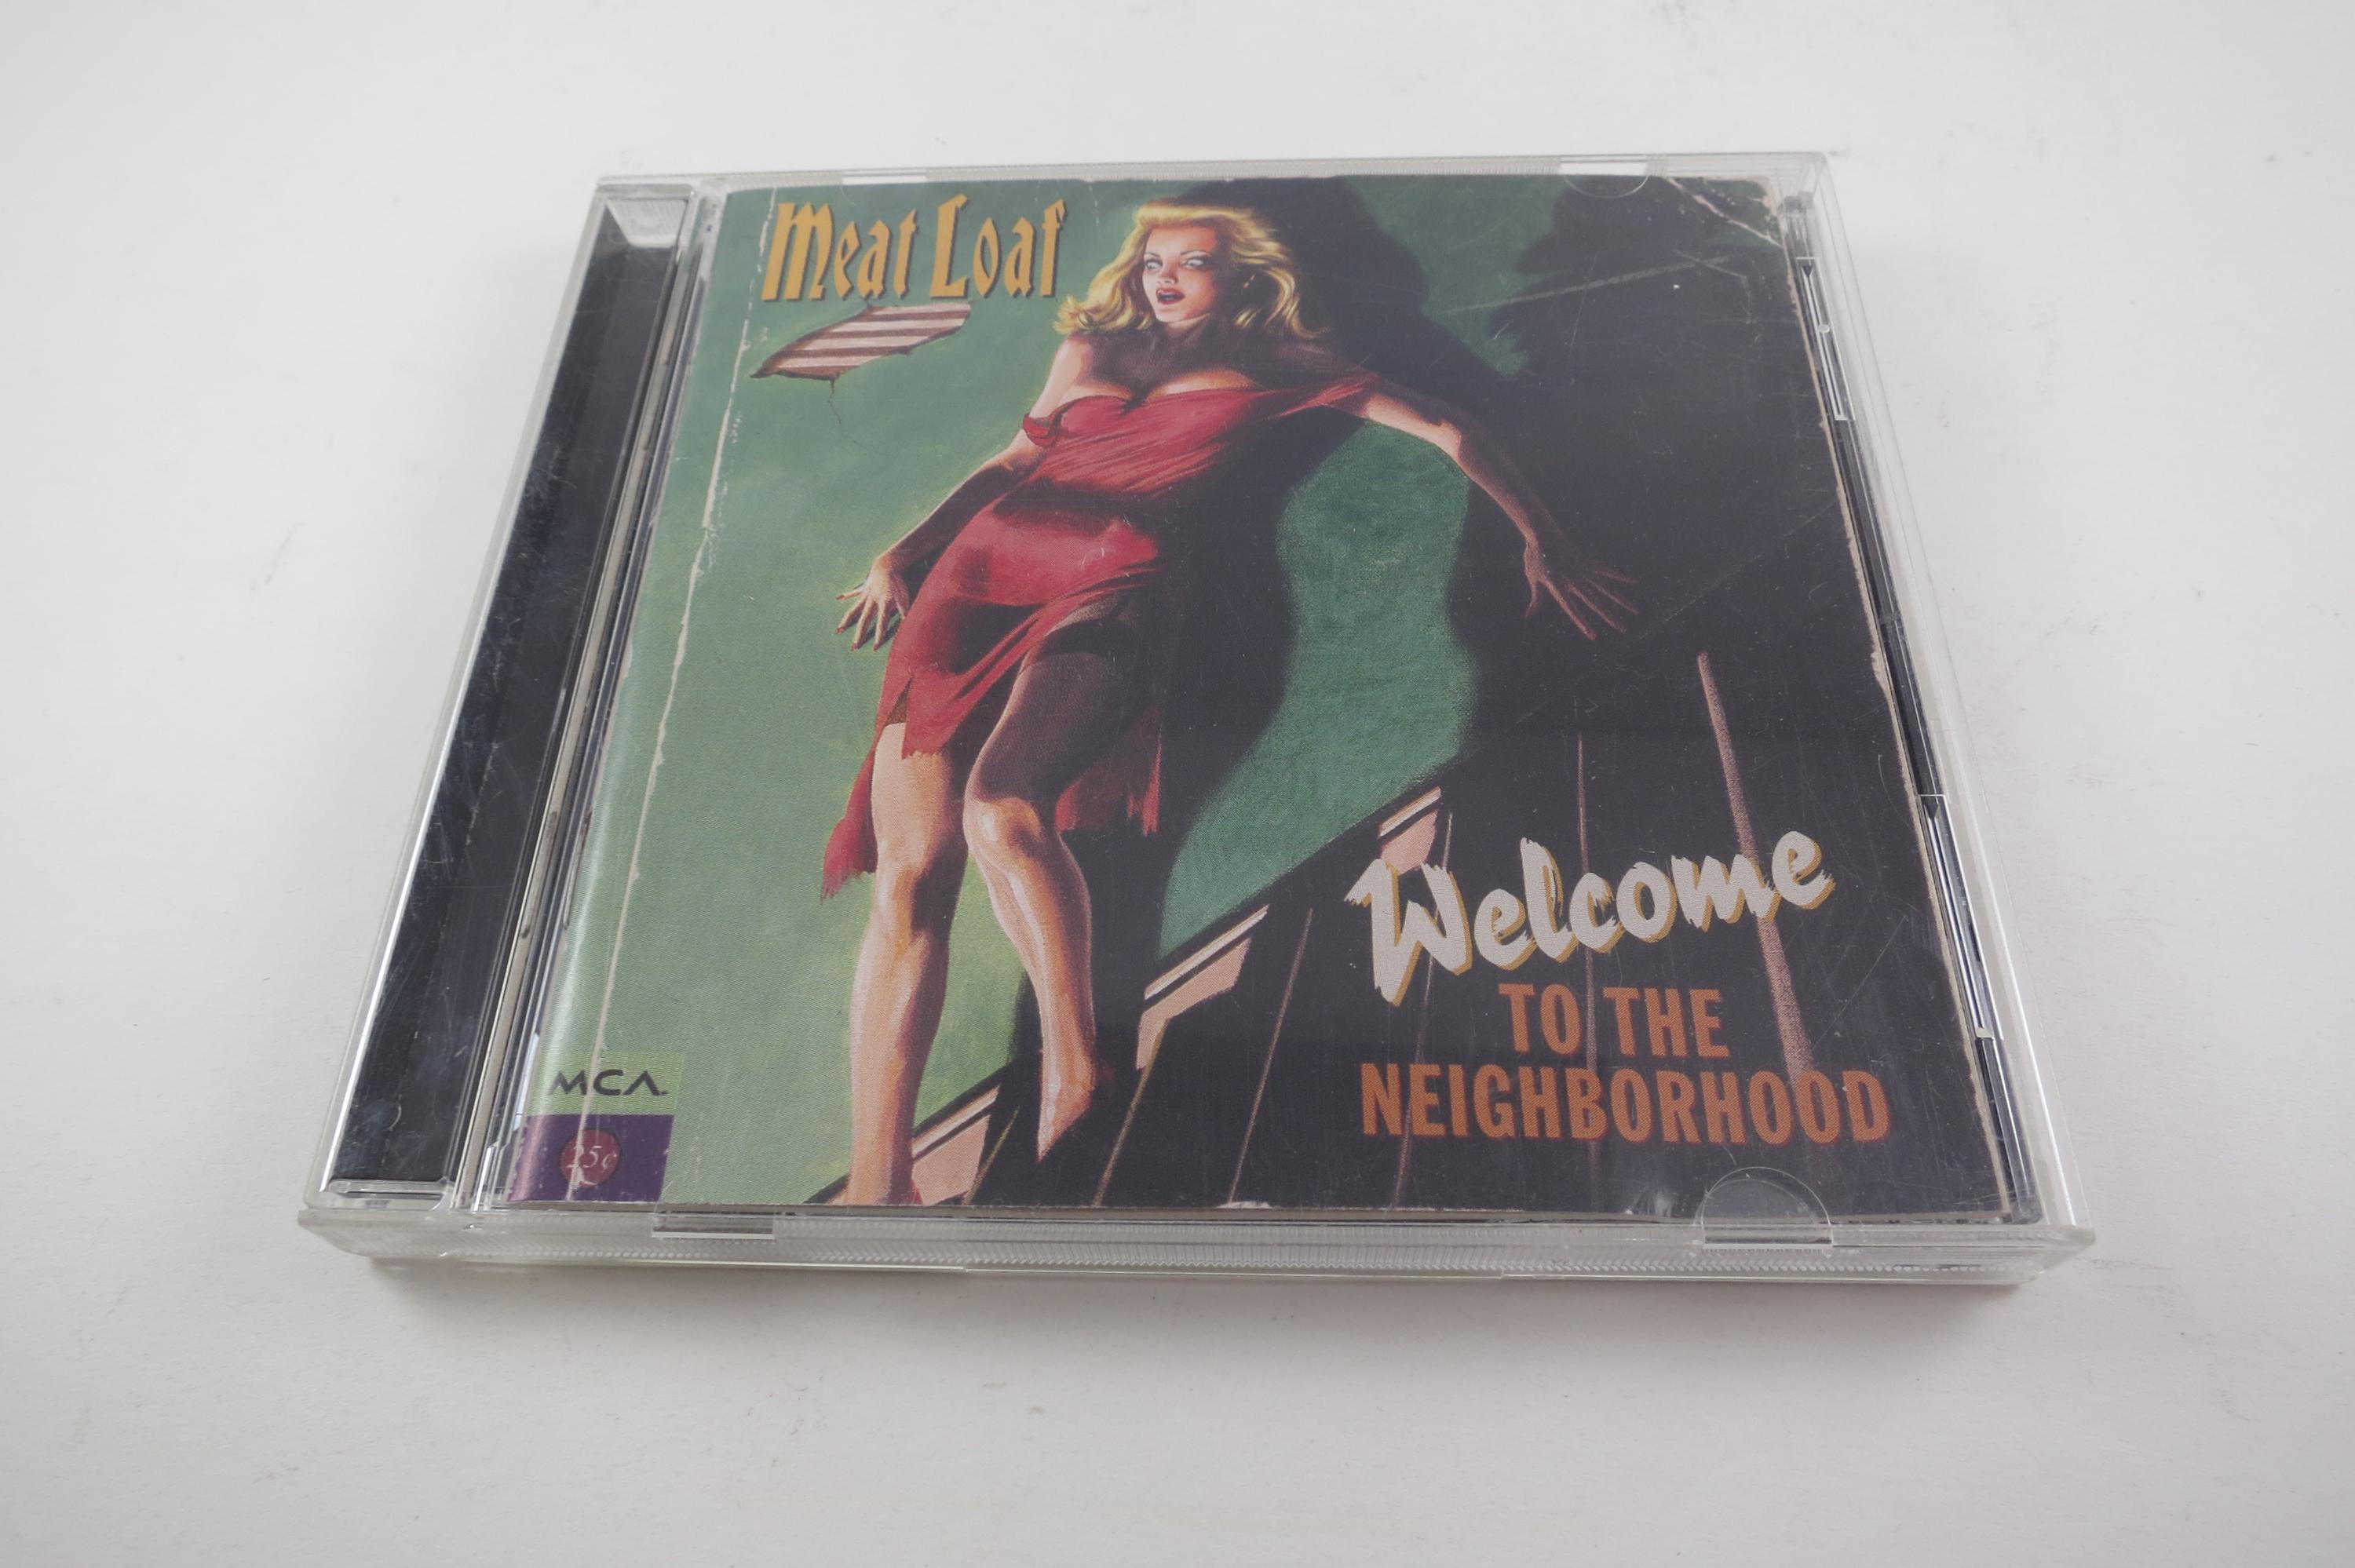 Meat Loaf
Welcome
TO THE
NEIGHBORHOOD
MCA.
25¢